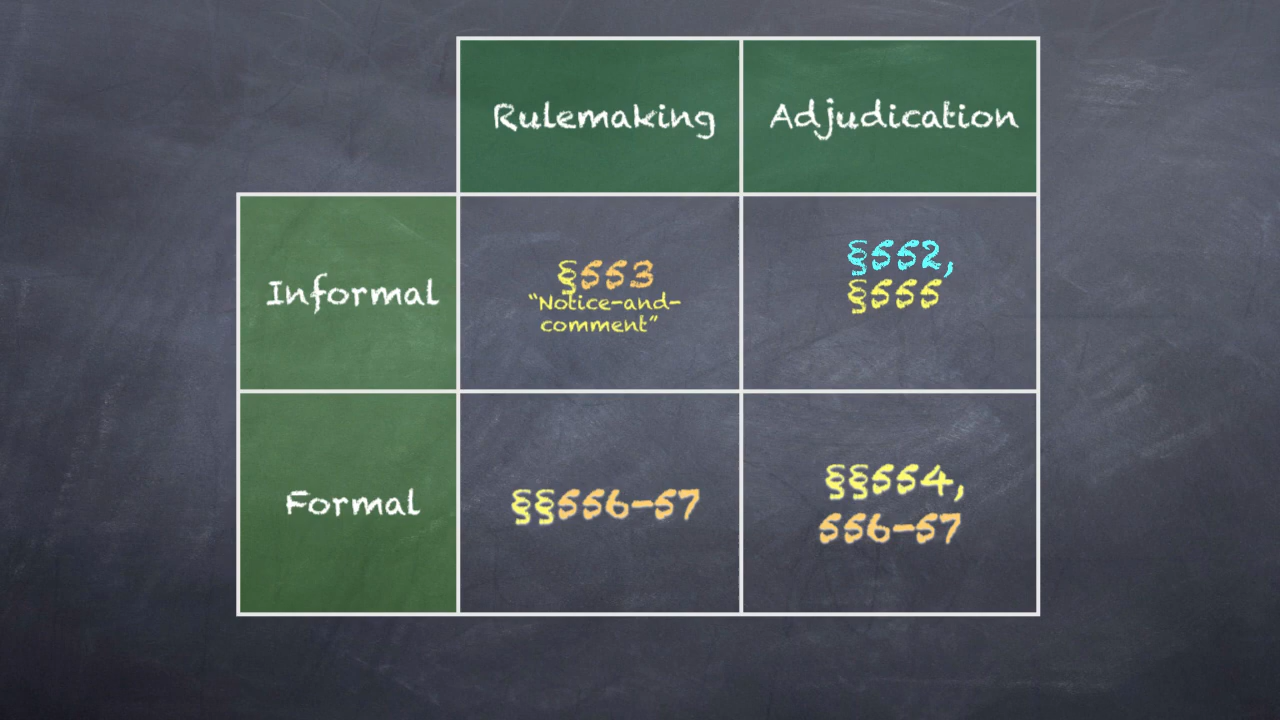 Rulemaking
Adjudication
Informal
§553
“Notice-and-
comment”
§552,
§555
Formal
§§556-57
§§554,
556-57